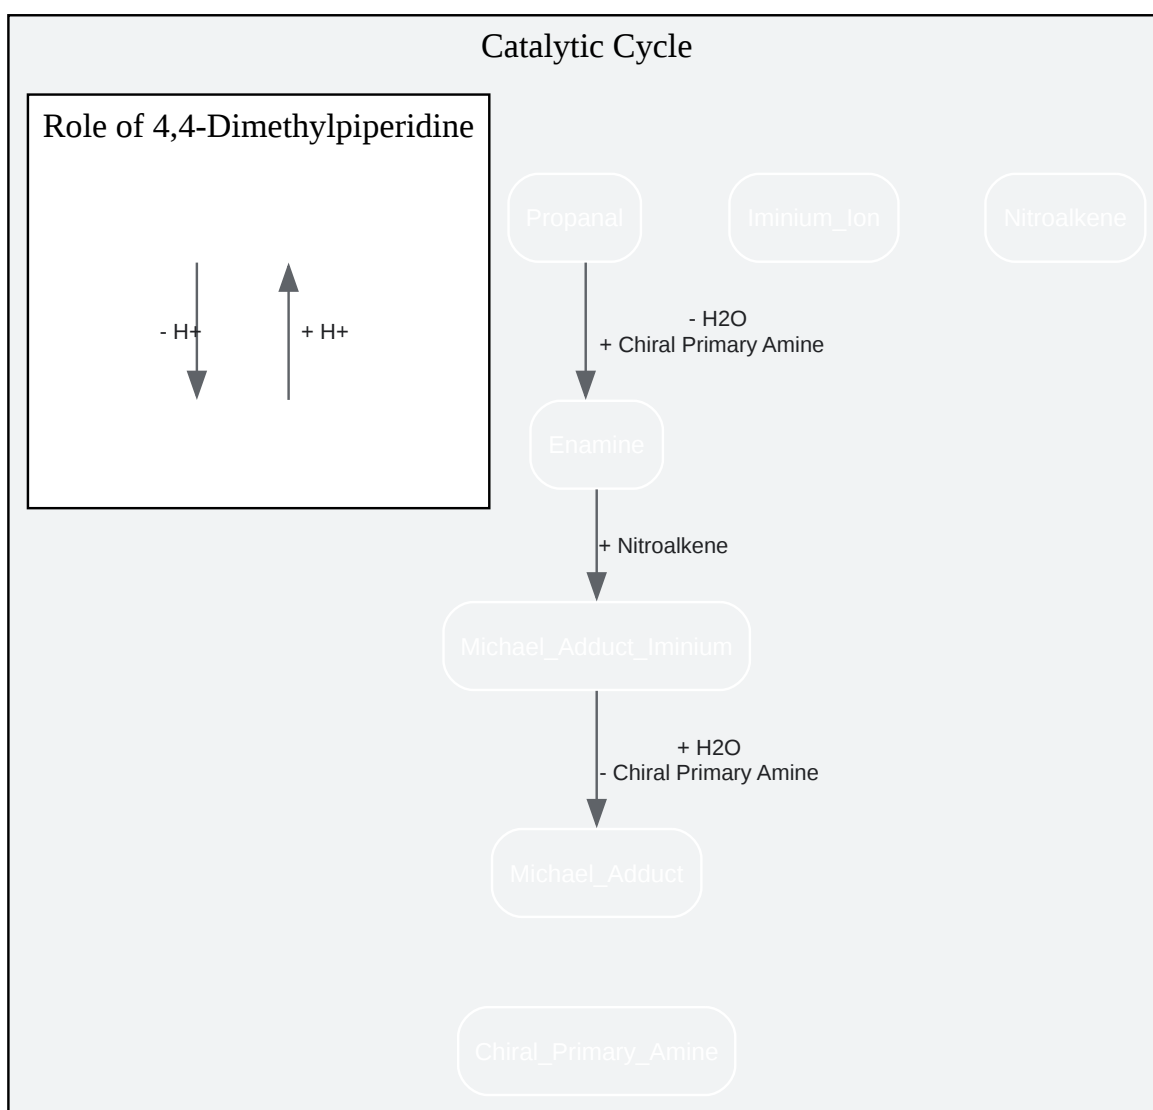 Catalytic Cycle
Role of 4,4-Dimethylpiperidine
- H+
+ H+
Propanal
Iminium_Ion
Nitroalkene
- H2O
+ Chiral Primary Amine
Enamine
+ Nitroalkene
Michael_Adduct_Iminium
+ H2O
- Chiral Primary Amine
Michael_Adduct
Chiral_Primary_Amine